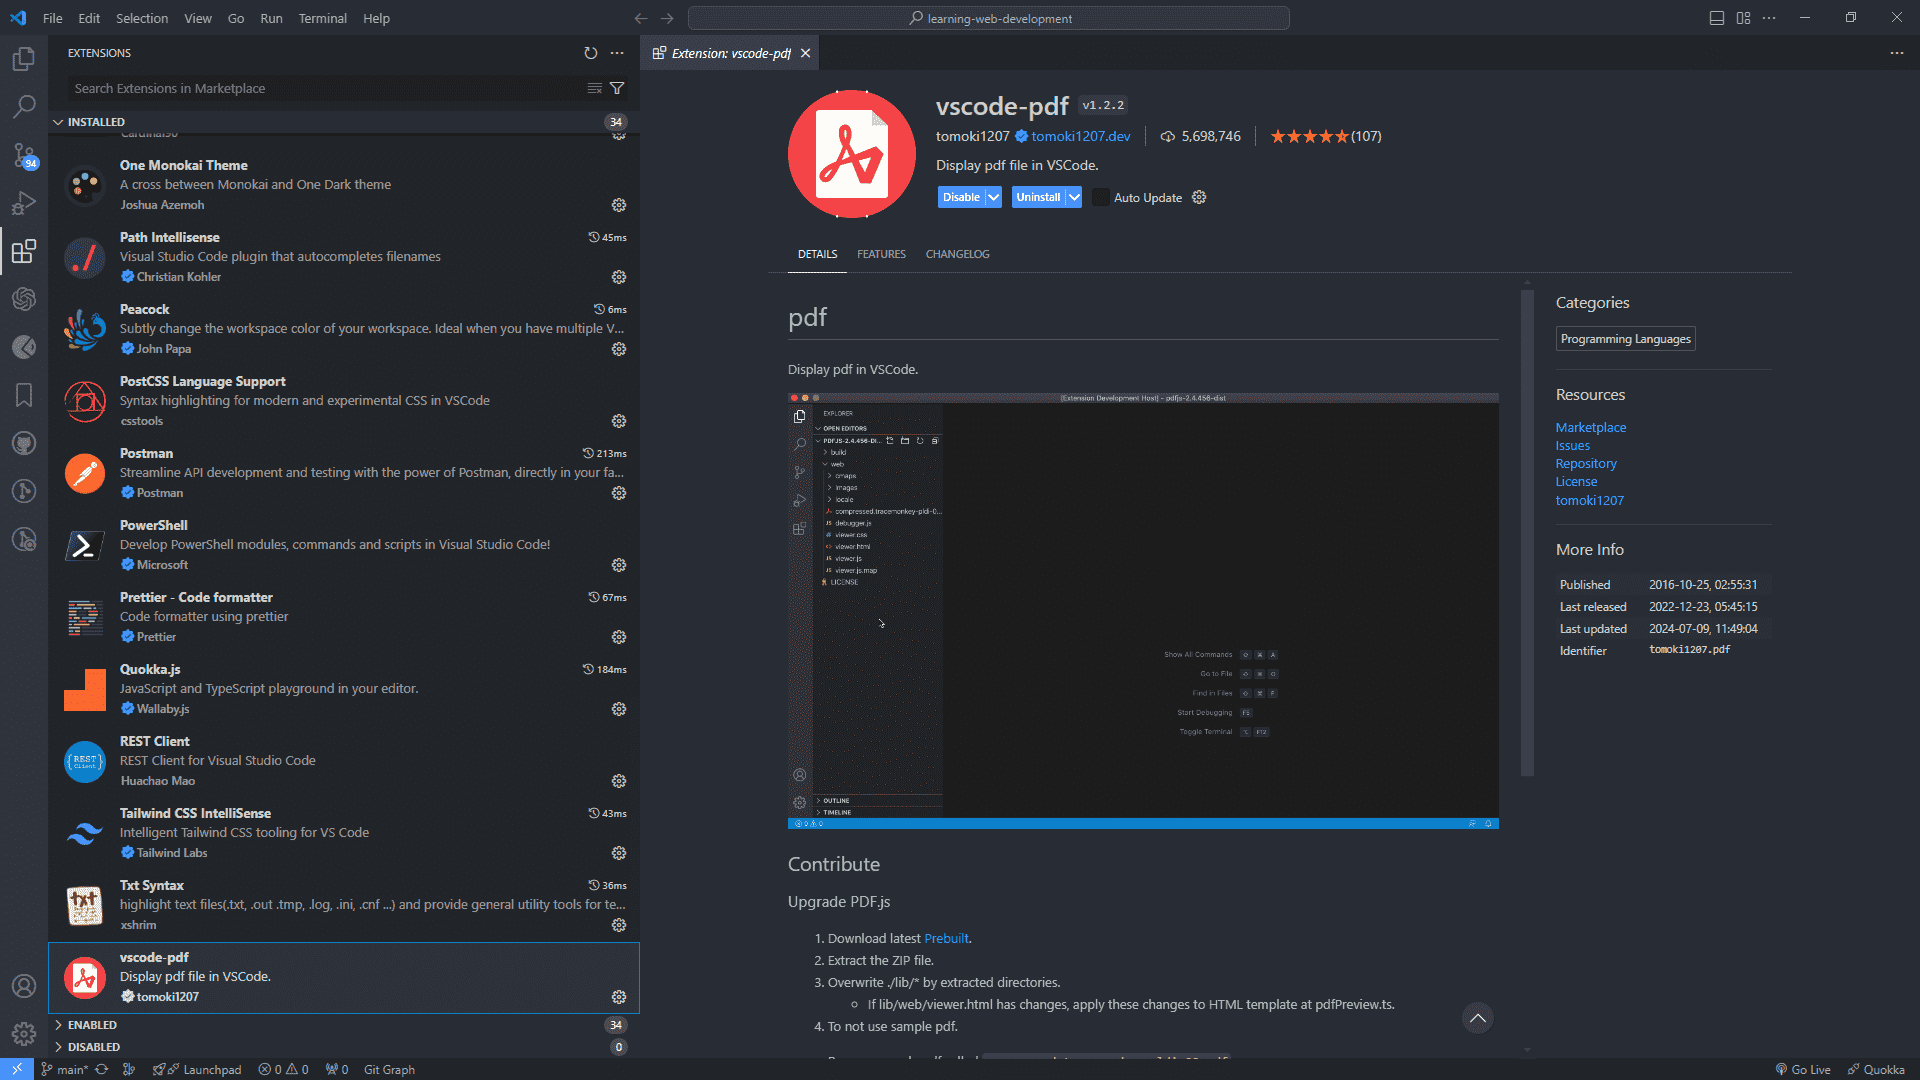 File Edit Selection View Go Run Terminal Help
learning-web-development
EXTENSIONS
Search Extensions in Marketplace
INSTALLED 34
94
One Monokai Theme
A cross between Monokai and One Dark theme
Joshua Azemoh
Path Intellisense 45ms
Visual Studio Code plugin that autocompletes filenames
Christian Kohler
Peacock 6ms
Subtly change the workspace color of your workspace. Ideal when you have multiple V...
John Papa
PostCSS Language Support
Syntax highlighting for modern and experimental CSS in VSCode
csstools
Postman 213ms
Streamline API development and testing with the power of Postman, directly in your fa...
Postman
PowerShell
Develop PowerShell modules, commands and scripts in Visual Studio Code!
Microsoft
Prettier - Code formatter 67ms
Code formatter using prettier
Prettier
Quokka.js 184ms
JavaScript and TypeScript playground in your editor.
Wallaby.js
{REST}
Client
REST Client
REST Client for Visual Studio Code
Huachao Mao
Tailwind CSS IntelliSense 43ms
Intelligent Tailwind CSS tooling for VS Code
Tailwind Labs
txt
Txt Syntax 36ms
highlight text files(.txt, .out .tmp, .log, .ini, .cnf ...) and provide general utility tools for te...
xshrim
vscode-pdf
Display pdf file in VSCode.
tomoki1207
ENABLED 34
DISABLED 0
Extension: vscode-pdf
vscode-pdf v1.2.2
tomoki1207 tomoki1207.dev 5,698,746 (107)
Display pdf file in VSCode.
Disable Uninstall Auto Update
DETAILS FEATURES CHANGELOG
pdf
Display pdf in VSCode.
[Extension Development Host] - pdfjs-2.4.456-dist
EXPLORER
OPEN EDITORS
PDFJS-2.4.456-DI...
build
web
cmaps
images
locale
compressed.tracemonkey-pldi-0...
debugger.js
viewer.css
viewer.html
viewer.js
viewer.js.map
LICENSE
Show All Commands
Go to File
Find in Files
Start Debugging F5
Toggle Terminal F12
OUTLINE
TIMELINE
0 0
Contribute
Upgrade PDF.js
1. Download latest Prebuilt.
2. Extract the ZIP file.
3. Overwrite ./lib/* by extracted directories.
If lib/web/viewer.html has changes, apply these changes to HTML template at pdfPreview.ts.
4. To not use sample pdf.
Categories
Programming Languages
Resources
Marketplace
Issues
Repository
License
tomoki1207
More Info
Published 2016-10-25, 02:55:31
Last released 2022-12-23, 05:45:15
Last updated 2024-07-09, 11:49:04
Identifier tomoki1207.pdf
main* Launchpad 0 0 0 Git Graph Go Live Quokka